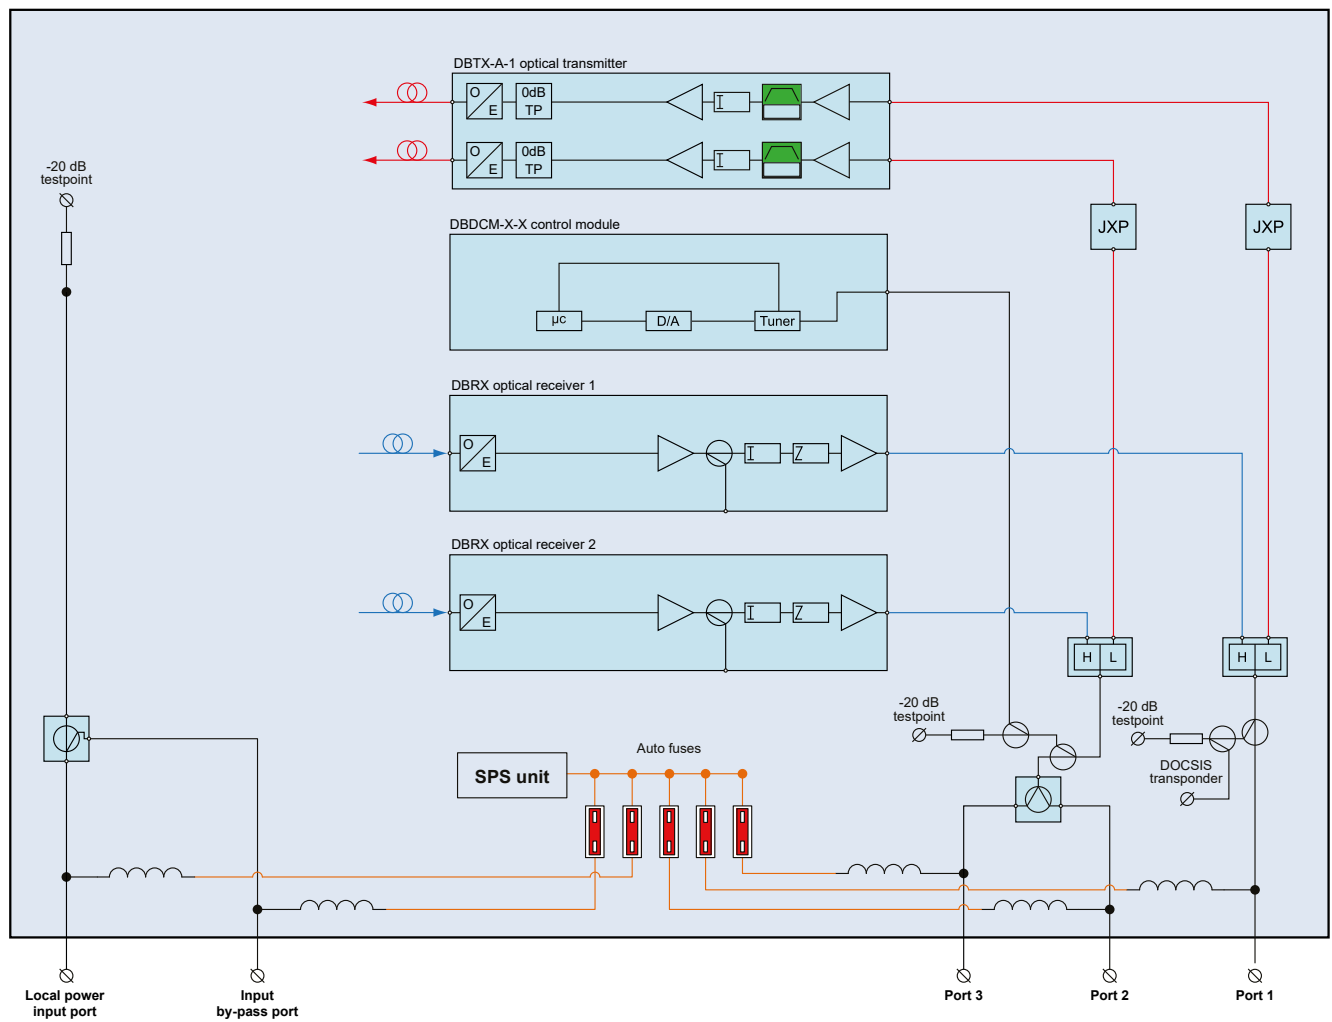 DBTX-A-1 optical transmitter
O
E
0dB
TP
O
E
0dB
TP
-20 dB
testpoint
JXP
JXP
DBDCM-X-X control module
µc
D/A
Tuner
DBRX optical receiver 1
O
E
I
Z
DBRX optical receiver 2
O
E
I
Z
H
L
H
L
-20 dB
testpoint
-20 dB
testpoint
DOCSIS
transponder
Auto fuses
SPS unit
Local power
input port
Input
by-pass port
Port 3
Port 2
Port 1